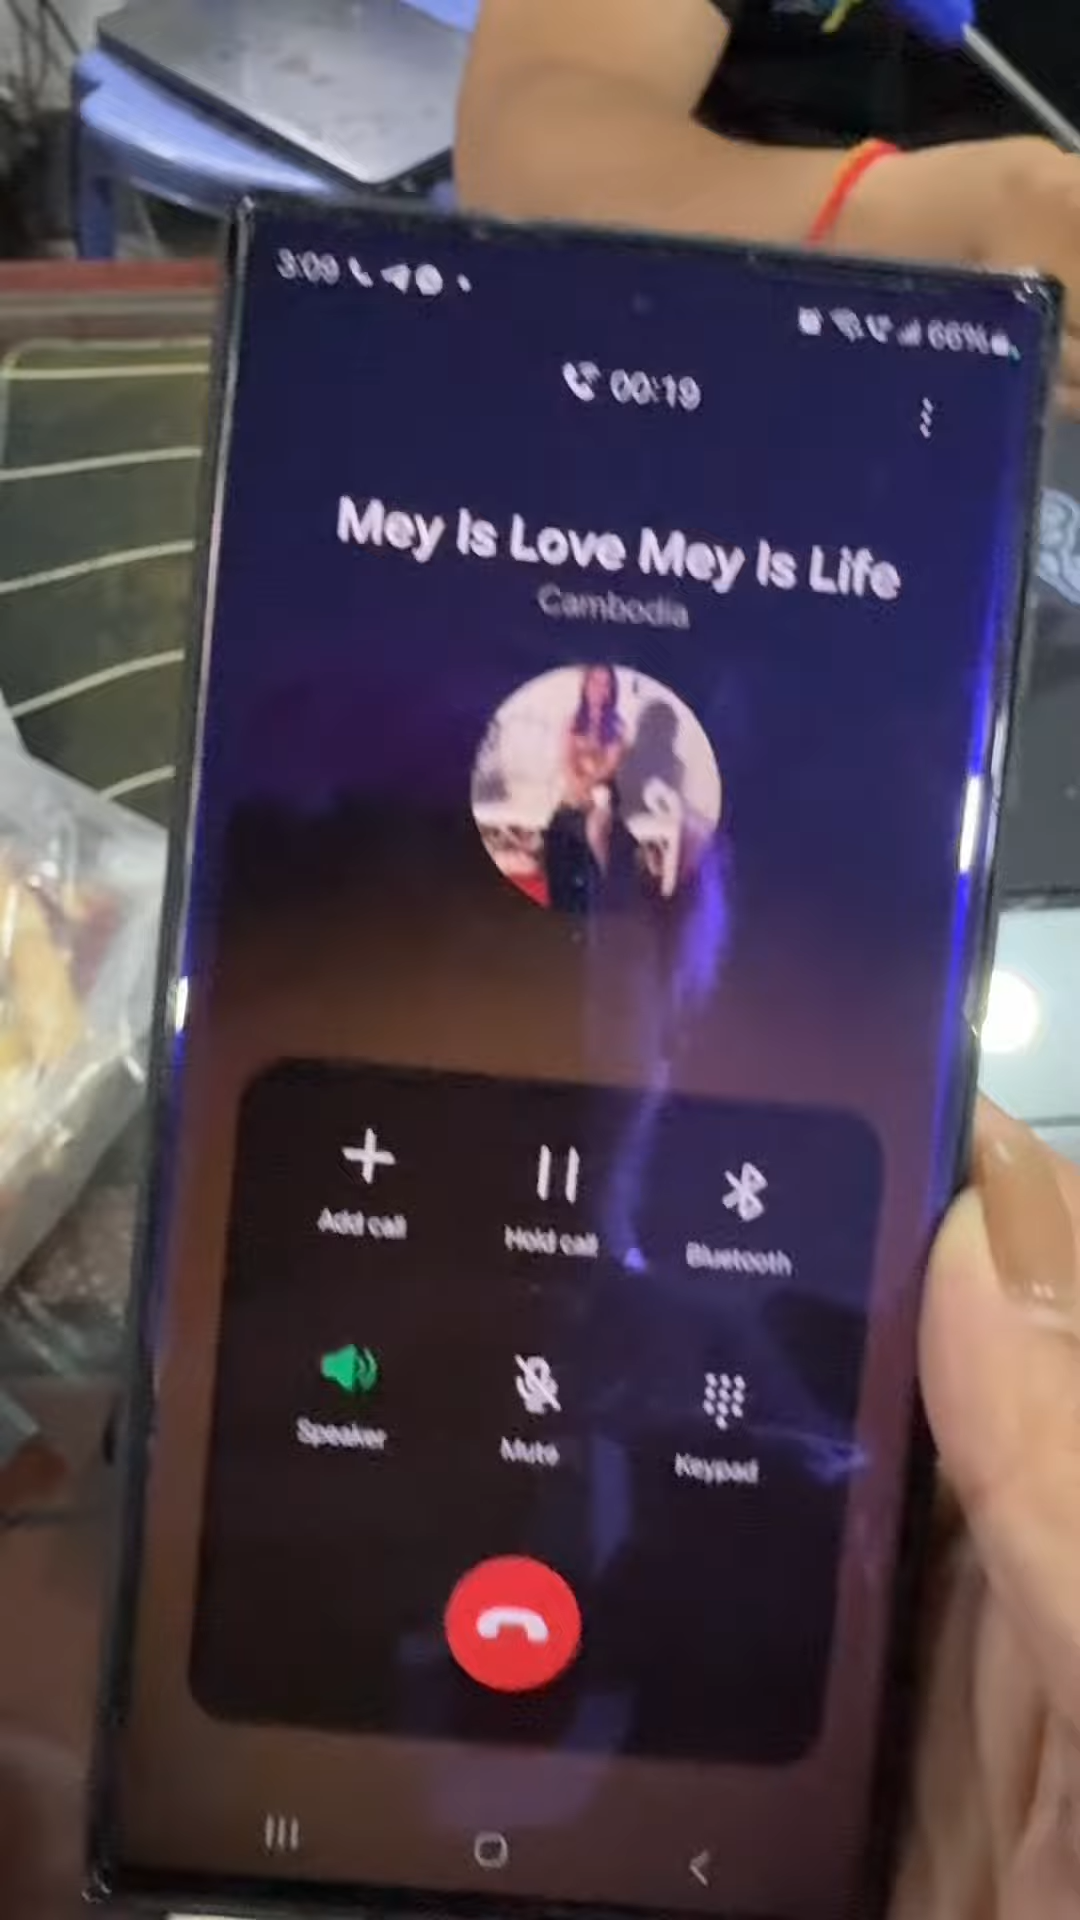 3:09
66%
00:19
Mey Is Love Mey Is Life
Cambodia
Add call
Hold call
Bluetooth
Speaker
Mute
Keypad